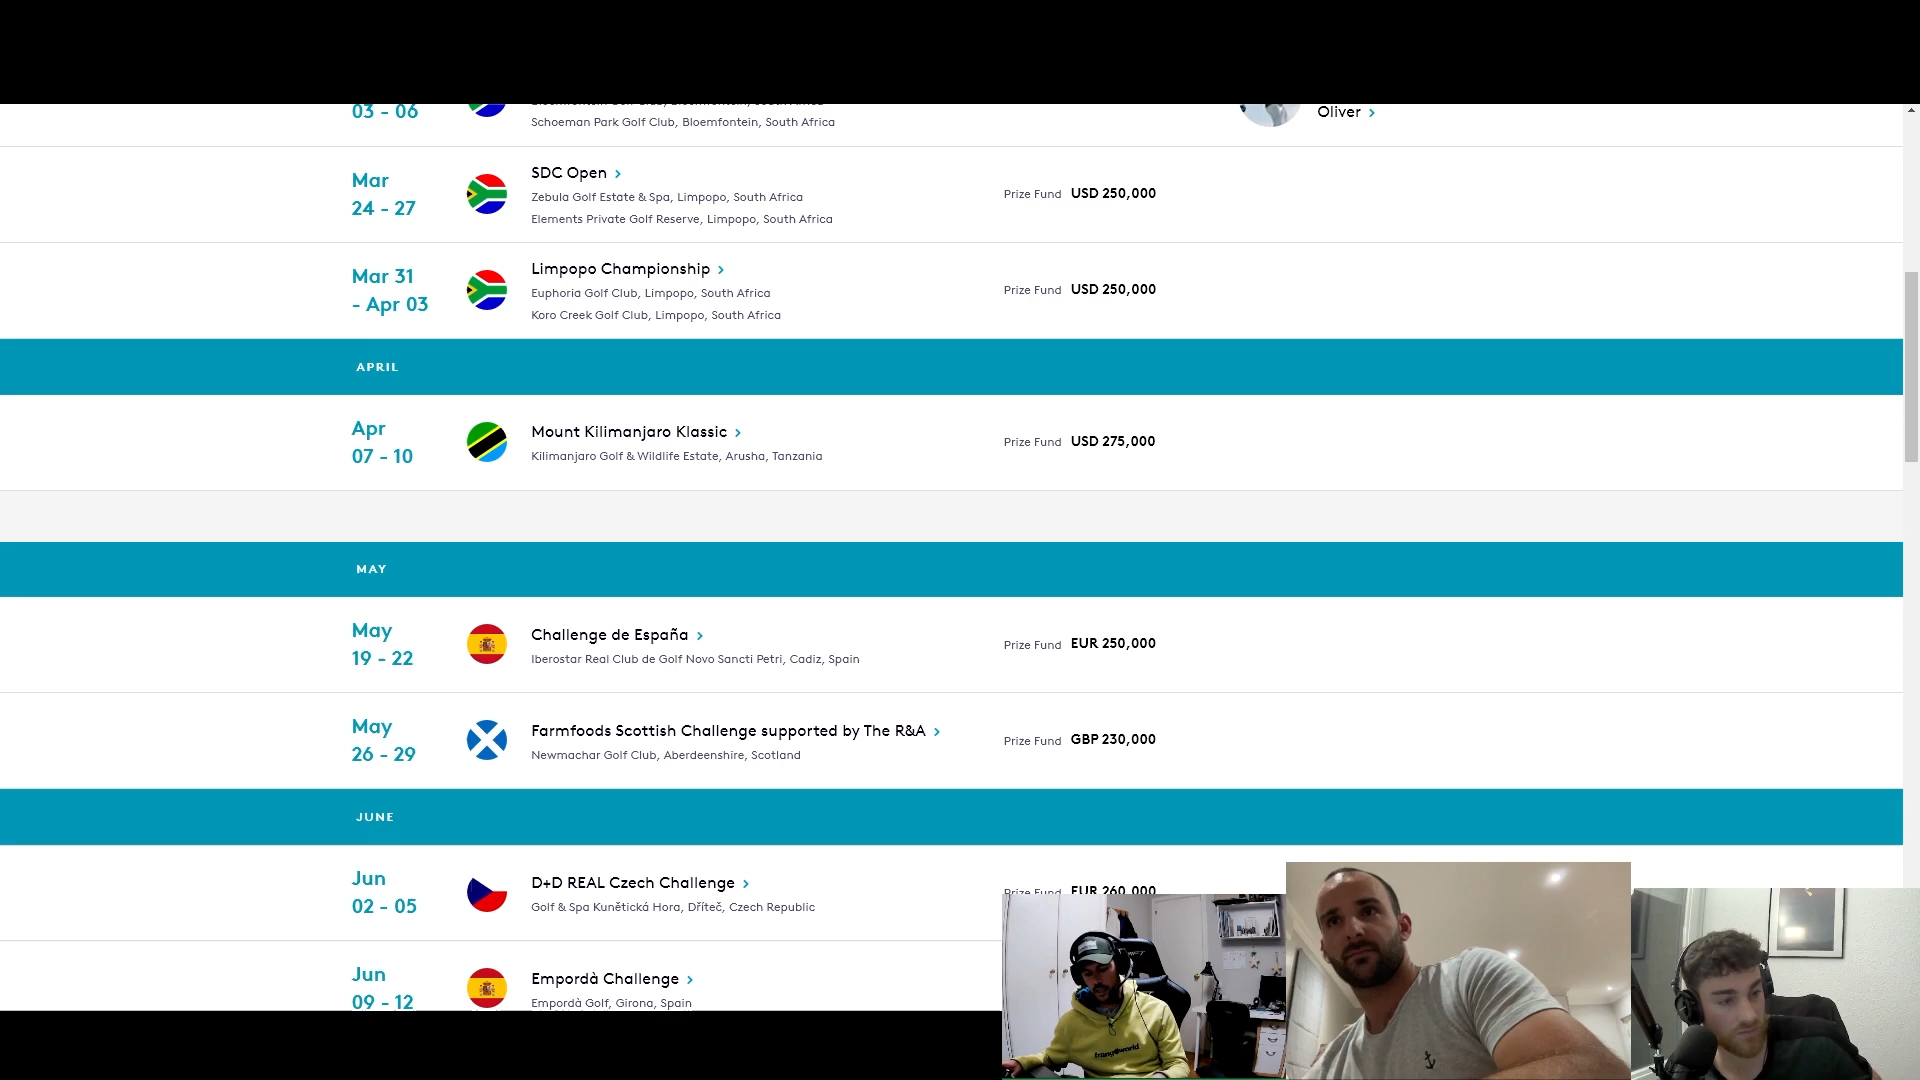 03 - 06
Schoeman Park Golf Club, Bloemfontein, South Africa
Oliver
Mar
24 - 27
SDC Open
Zebula Golf Estate & Spa, Limpopo, South Africa
Elements Private Golf Reserve, Limpopo, South Africa
Prize Fund USD 250,000
Mar 31
- Apr 03
Limpopo Championship
Euphoria Golf Club, Limpopo, South Africa
Koro Creek Golf Club, Limpopo, South Africa
Prize Fund USD 250,000
APRIL
Apr
07 - 10
Mount Kilimanjaro Klassic
Kilimanjaro Golf & Wildlife Estate, Arusha, Tanzania
Prize Fund USD 275,000
MAY
May
19 - 22
Challenge de España
Iberostar Real Club de Golf Novo Sancti Petri, Cadiz, Spain
Prize Fund EUR 250,000
May
26 - 29
Farmfoods Scottish Challenge supported by The R&A
Newmachar Golf Club, Aberdeenshire, Scotland
Prize Fund GBP 230,000
JUNE
Jun
02 - 05
D+D REAL Czech Challenge
Golf & Spa Kunětická Hora, Dříteč, Czech Republic
Prize Fund EUR 260,000
Jun
09 - 12
Empordà Challenge
Empordà Golf, Girona, Spain